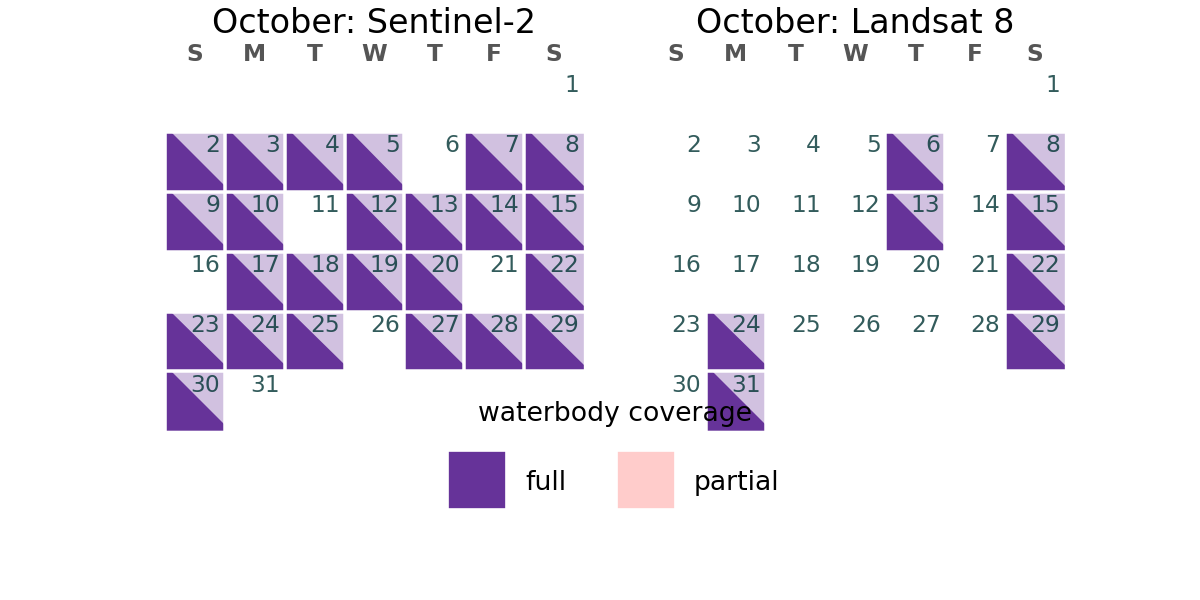 October: Sentinel-2
S M T W T F S
1
2 3 4 5 6 7 8
9 10 11 12 13 14 15
16 17 18 19 20 21 22
23 24 25 26 27 28 29
30 31
October: Landsat 8
S M T W T F S
1
2 3 4 5 6 7 8
9 10 11 12 13 14 15
16 17 18 19 20 21 22
23 24 25 26 27 28 29
30 31
waterbody coverage
full partial